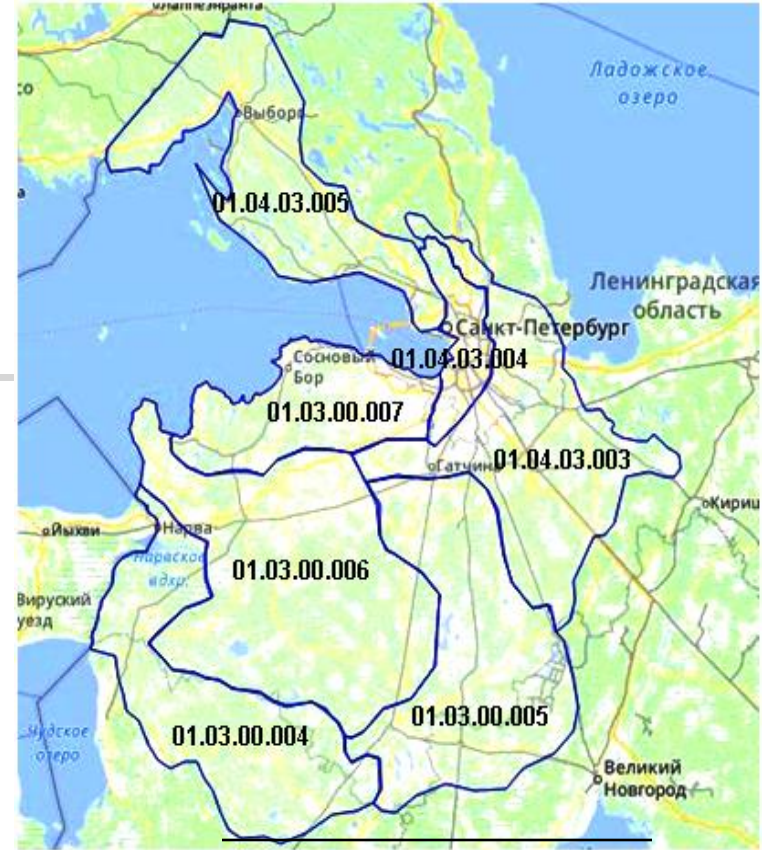 Лаппеэнранта
Выборг
Ладожское
озеро
со
а
01.04.03.005
Ленинградская
область
Санкт-Петербург
Сосновый
Бор
01.04.03.004
01.03.00.007
Гатчина
01.04.03.003
Кириш
Йыхви
Нарва
Нарвское
вдхр.
01.03.00.006
Вируский
уезд
01.03.00.005
01.03.00.004
Чудское
озеро
Великий
Новгород